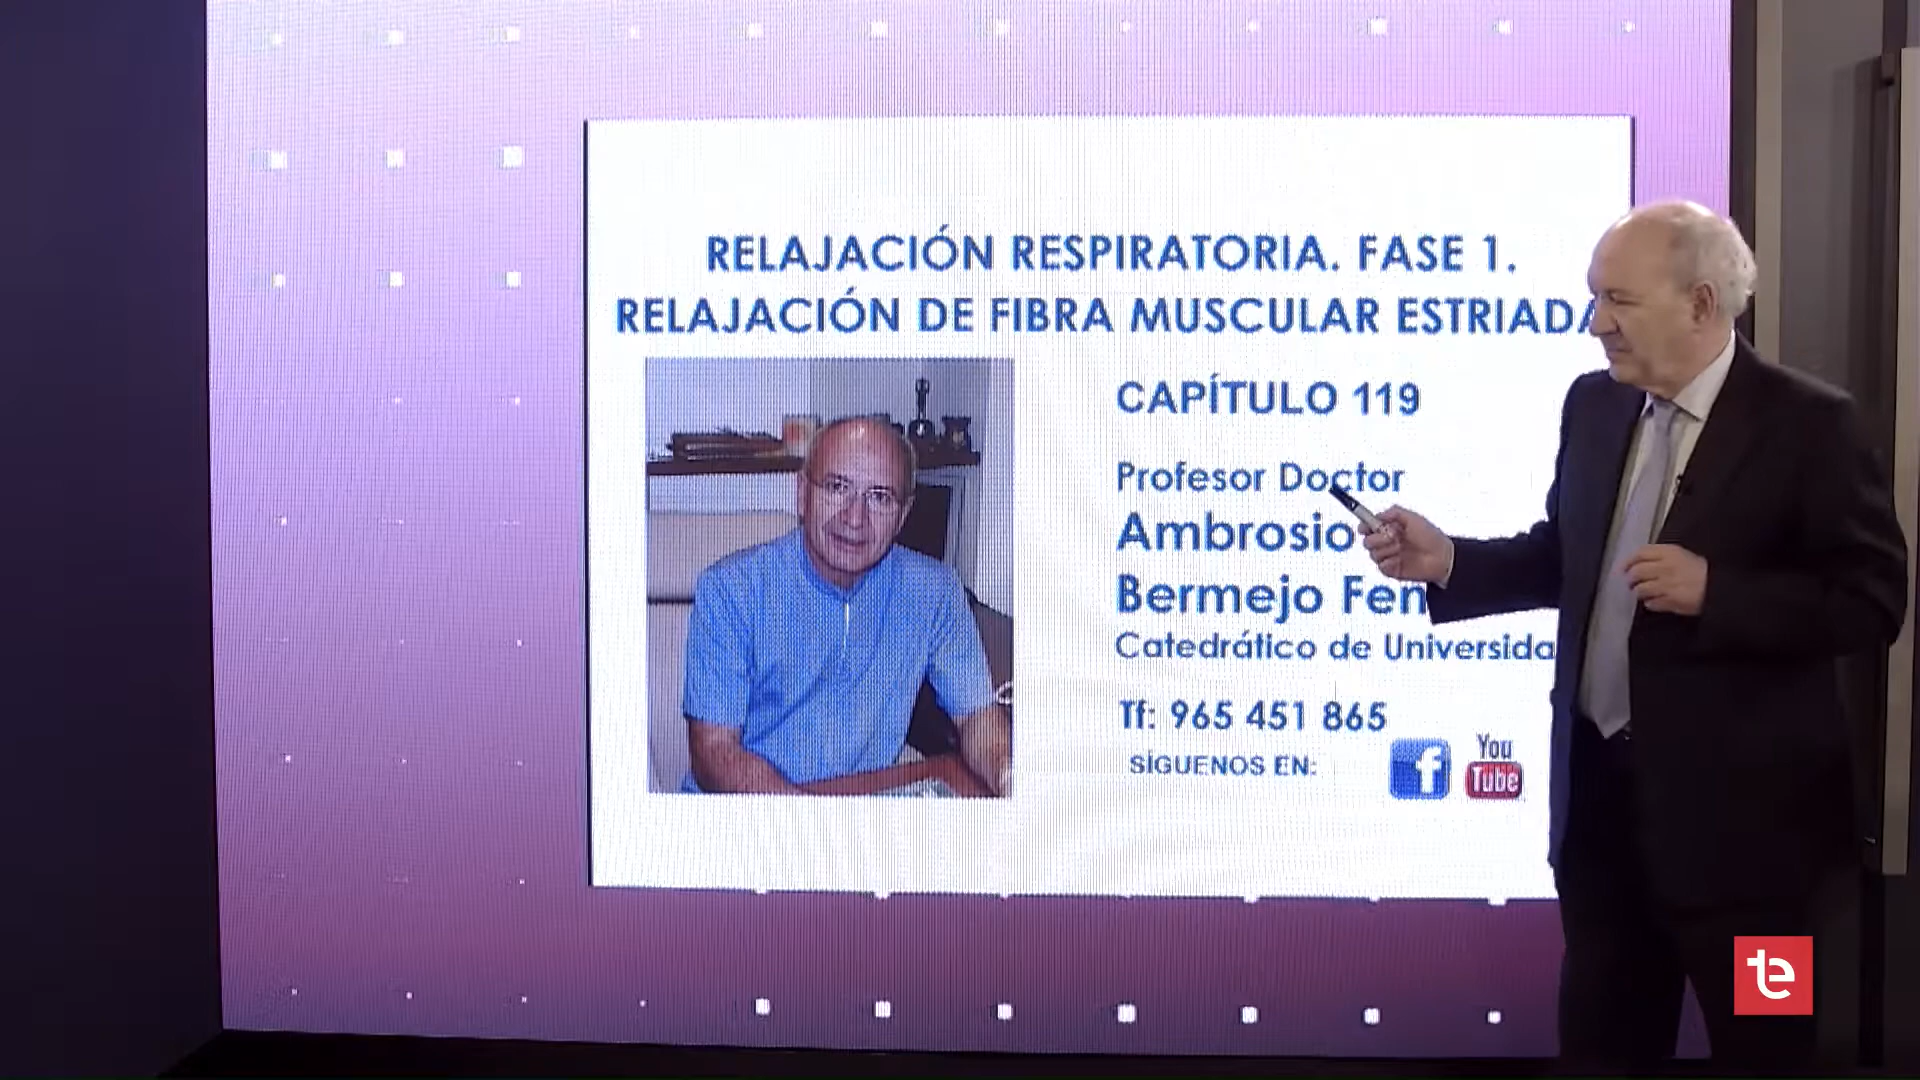 RELAJACIÓN RESPIRATORIA. FASE 1.
RELAJACIÓN DE FIBRA MUSCULAR ESTRIADA
CAPÍTULO 119
Profesor Doctor
Ambrosio
Bermejo
Catedrático de
Tf: 965 451 865
SÍGUENOS EN:
f
You
Tube
te